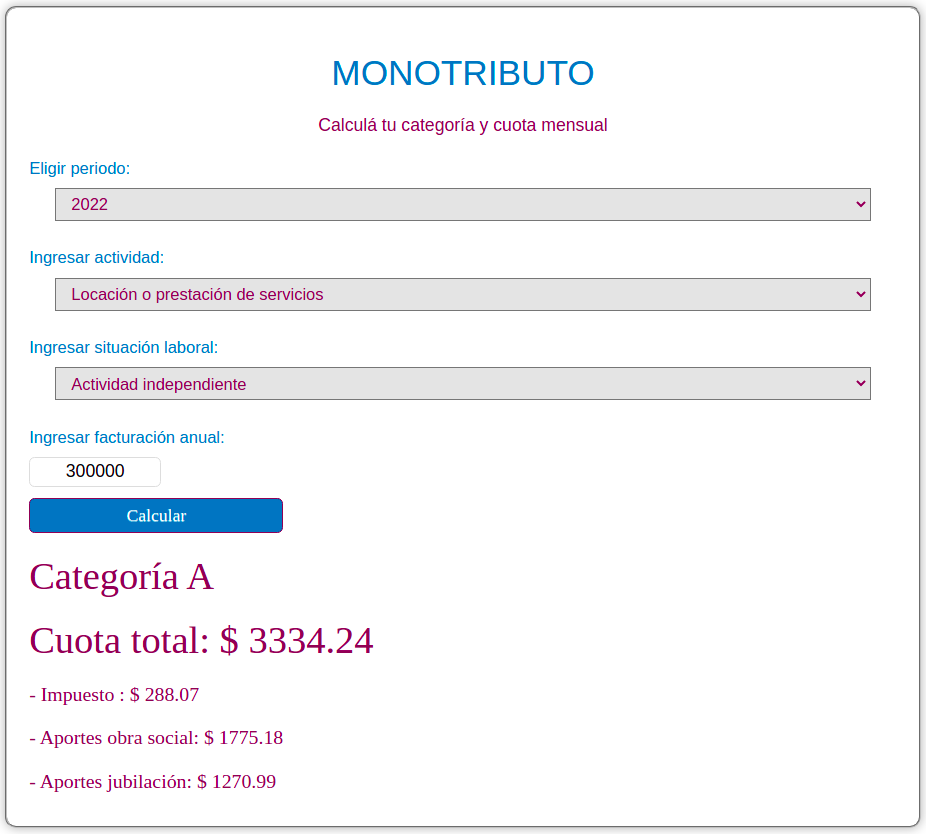 MONOTRIBUTO
Calculá tu categoría y cuota mensual
Eligir periodo:
2022
Ingresar actividad:
Locación o prestación de servicios
Ingresar situación laboral:
Actividad independiente
Ingresar facturación anual:
300000
Calcular
Categoría A
Cuota total: $ 3334.24
- Impuesto : $ 288.07
- Aportes obra social: $ 1775.18
- Aportes jubilación: $ 1270.99